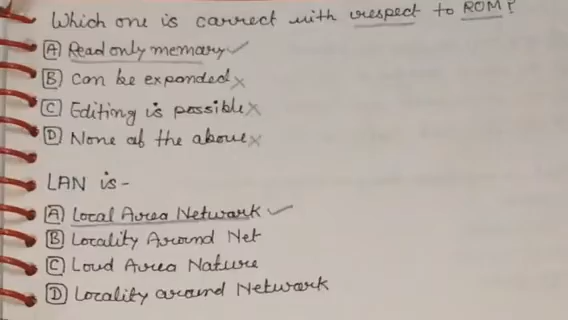 Which one is correct with respect to ROM?
A Read only memory ✓
B Can be expanded ×
C Editing is possible ×
D None of the above ×
LAN is -
A Local Area Network ✓
B Locality Around Net
C Loud Area Nature
D Locality around Network